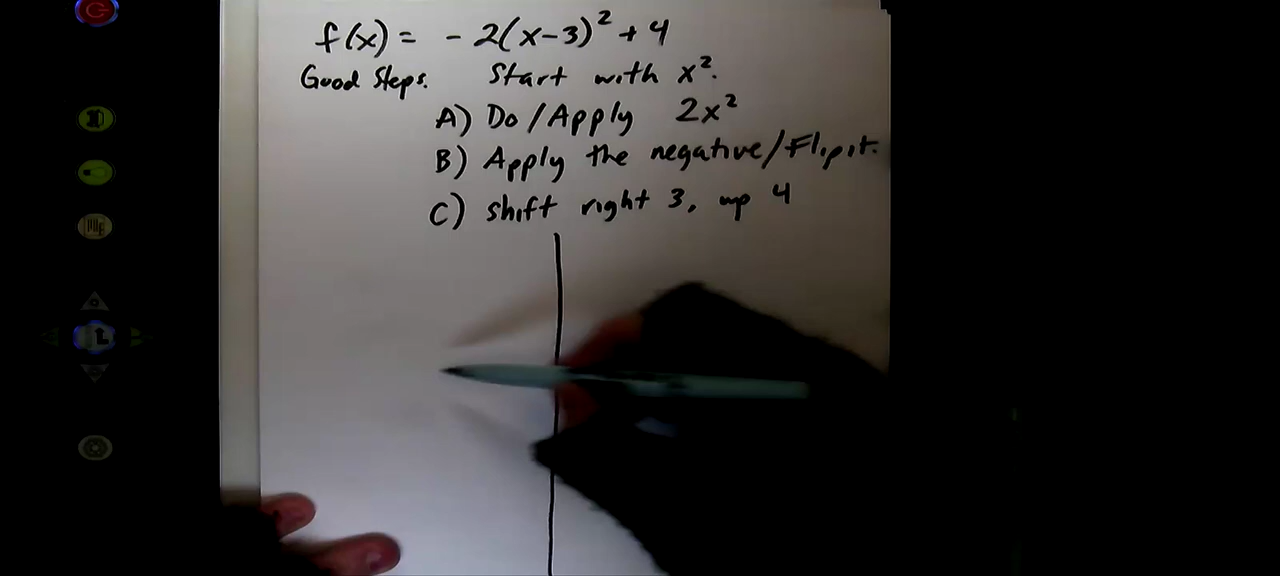 f(x) = - 2(x-3)² + 4
Good Steps. Start with x².
A) Do/Apply 2x²
B) Apply the negative/Flip it.
C) shift right 3, up 4